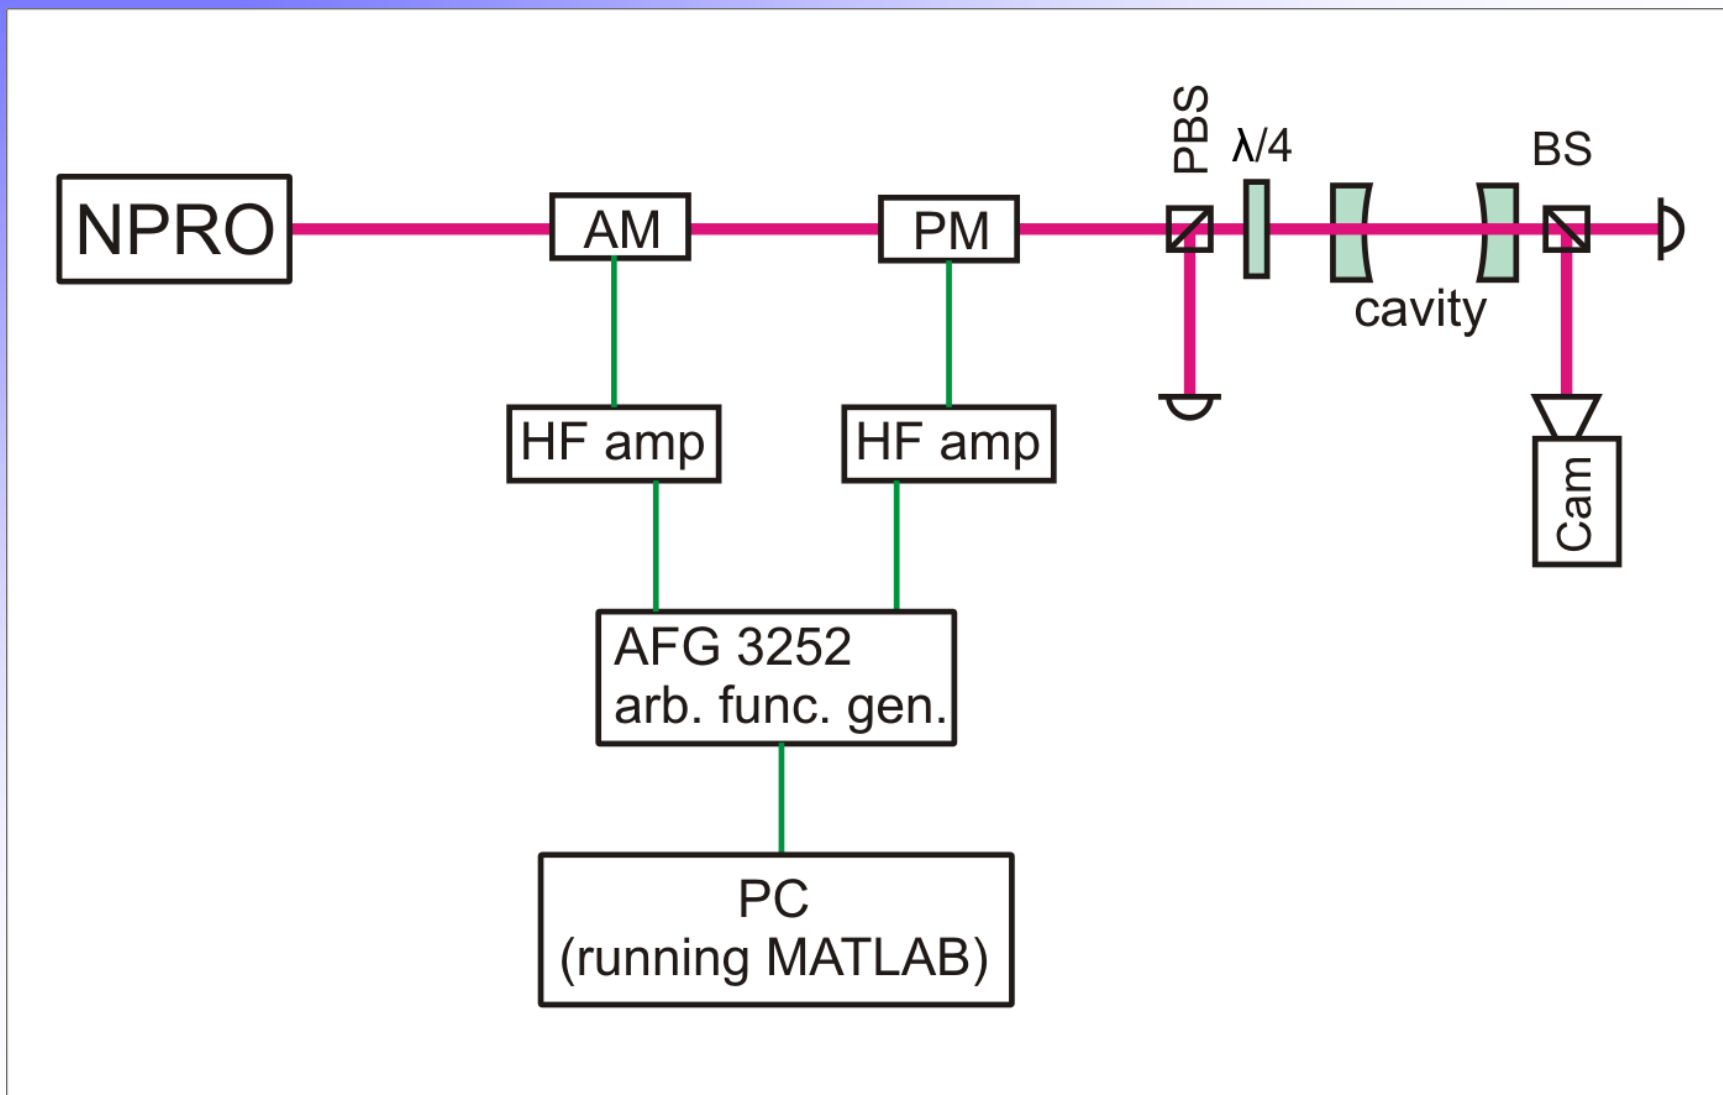 NPRO
AM
PM
PBS
λ/4
BS
cavity
HF amp
HF amp
Cam
AFG 3252
arb. func. gen.
PC
(running MATLAB)